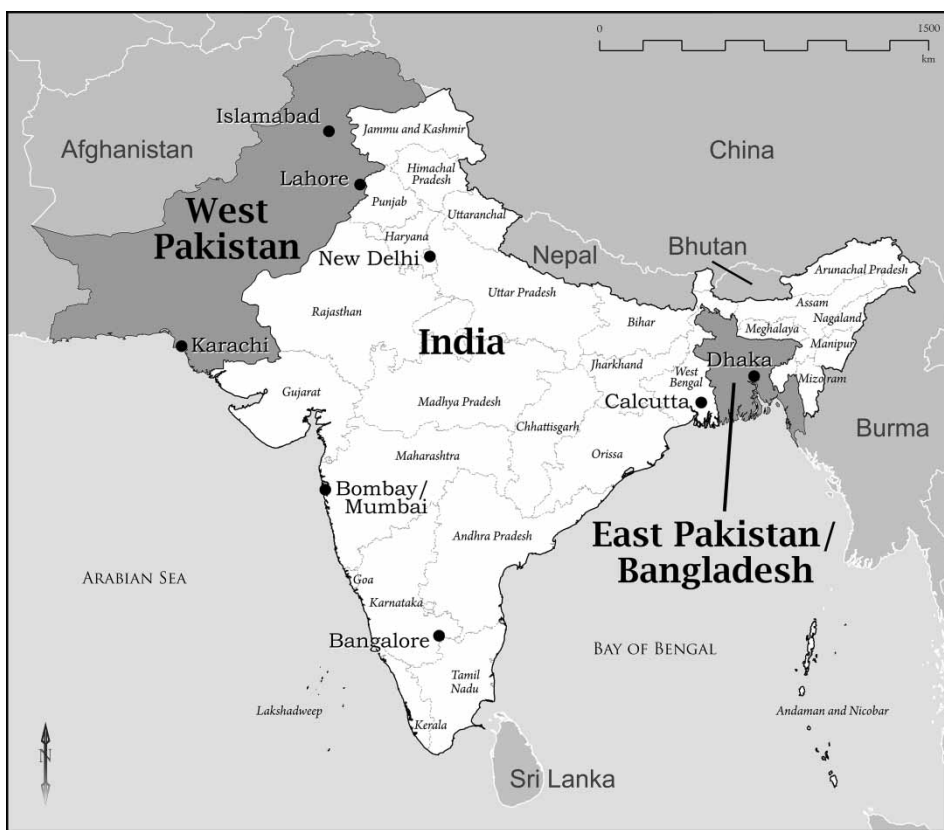 0
1500
km
Islamabad
Jammu and Kashmir
Afghanistan
China
Himachal
Pradesh
Lahore
Punjab
West
Pakistan
Uttaranchal
Haryana
New Delhi
Nepal
Bhutan
Arunachal Pradesh
Uttar Pradesh
Assam
Rajasthan
Nagaland
Bihar
Meghalaya
India
Manipur
Karachi
Jharkhand
Dhaka
West
Bengal
Mizoram
Gujarat
Madhya Pradesh
Calcutta
Chhattisgarh
Burma
Maharashtra
Orissa
Bombay/
Mumbai
Andhra Pradesh
East Pakistan/
Bangladesh
Arabian Sea
Goa
Karnataka
Bangalore
Bay of Bengal
Tamil
Nadu
Lakshadweep
Andaman and Nicobar
Kerala
N
Sri Lanka